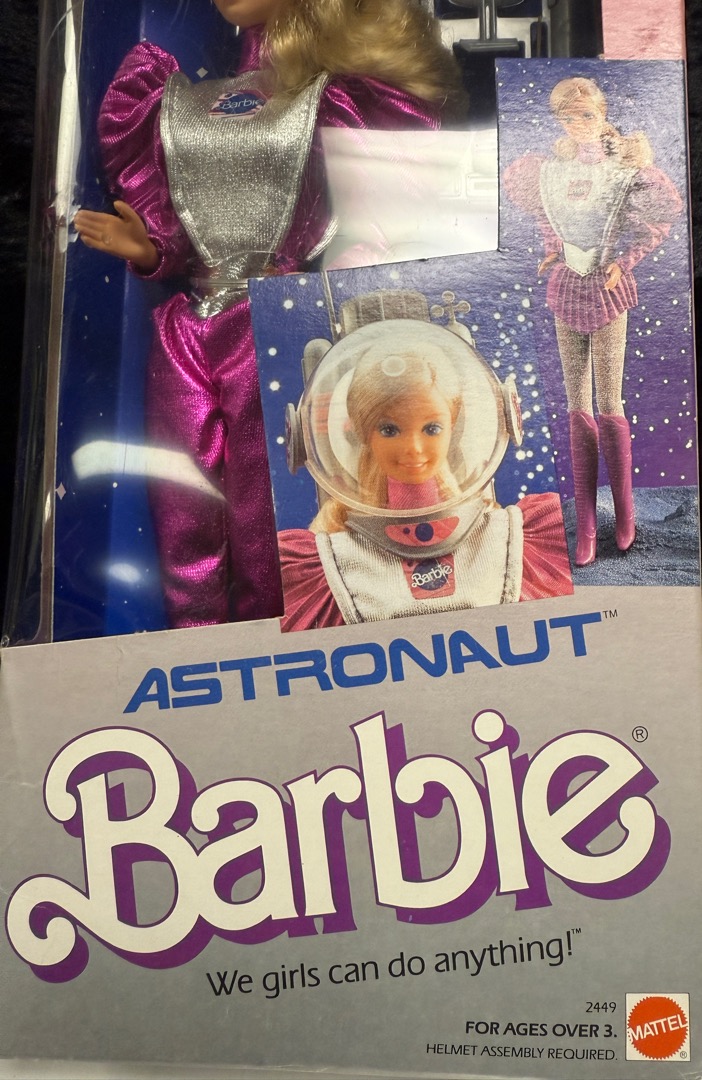 Barbie
Barbie
ASTRONAUT™
Barbie®
We girls can do anything!™
2449
FOR AGES OVER 3.
HELMET ASSEMBLY REQUIRED.
MATTEL®